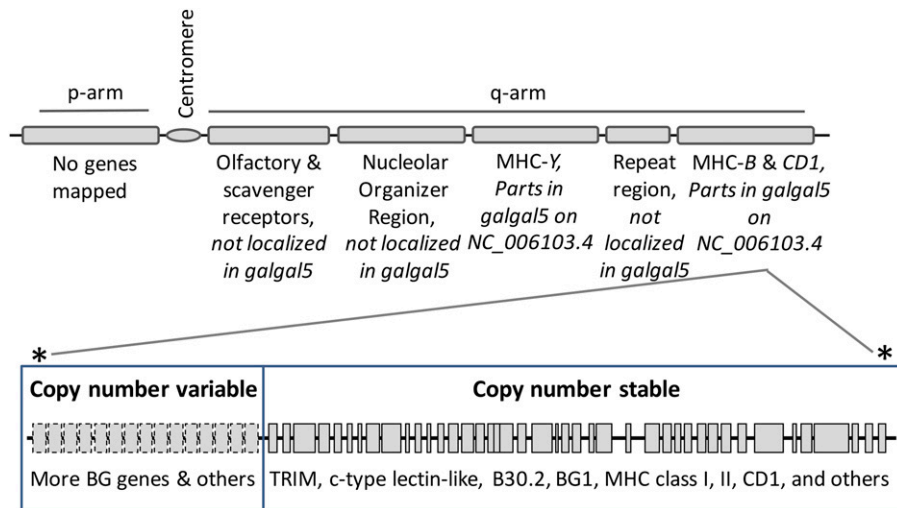 p-arm
Centromere
q-arm
No genes
mapped
Olfactory &
scavenger
receptors,
not localized
in galgal5
Nucleolar
Organizer
Region,
not localized
in galgal5
MHC-Y,
Parts in
galgal5 on
NC_006103.4
Repeat
region,
not
localized
in galgal5
MHC-B & CD1,
Parts in galgal5
on
NC_006103.4
* *
Copy number variable
More BG genes & others
Copy number stable
TRIM, c-type lectin-like, B30.2, BG1, MHC class I, II, CD1, and others